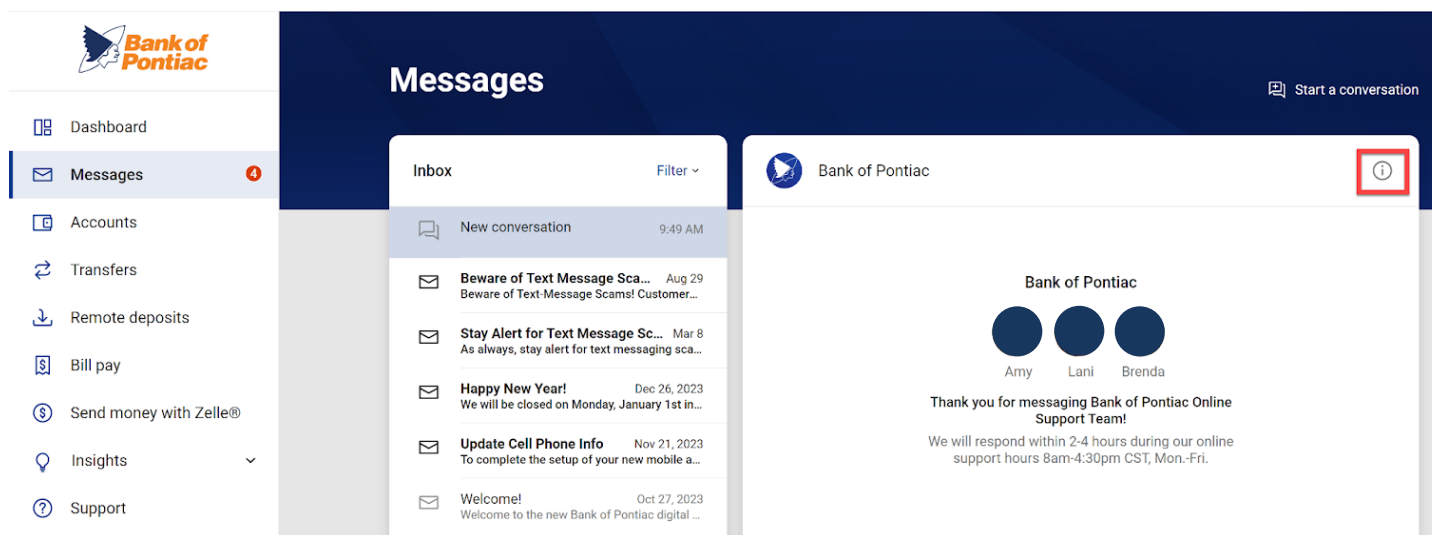 Bank of
Pontiac
Dashboard
Messages
4
Accounts
Transfers
Remote deposits
Bill pay
Send money with Zelle®
Insights
Support
Messages
Start a conversation
Inbox
Filter
New conversation
9:49 AM
Beware of Text Message Sca...
Aug 29
Beware of Text-Message Scams! Customer...
Stay Alert for Text Message Sc...
Mar 8
As always, stay alert for text messaging sca...
Happy New Year!
Dec 26, 2023
We will be closed on Monday, January 1st in...
Update Cell Phone Info
Nov 21, 2023
To complete the setup of your new mobile a...
Welcome!
Oct 27, 2023
Welcome to the new Bank of Pontiac digital ...
Bank of Pontiac
Bank of Pontiac
Amy
Lani
Brenda
Thank you for messaging Bank of Pontiac Online
Support Team!
We will respond within 2-4 hours during our online
support hours 8am-4:30pm CST, Mon.-Fri.